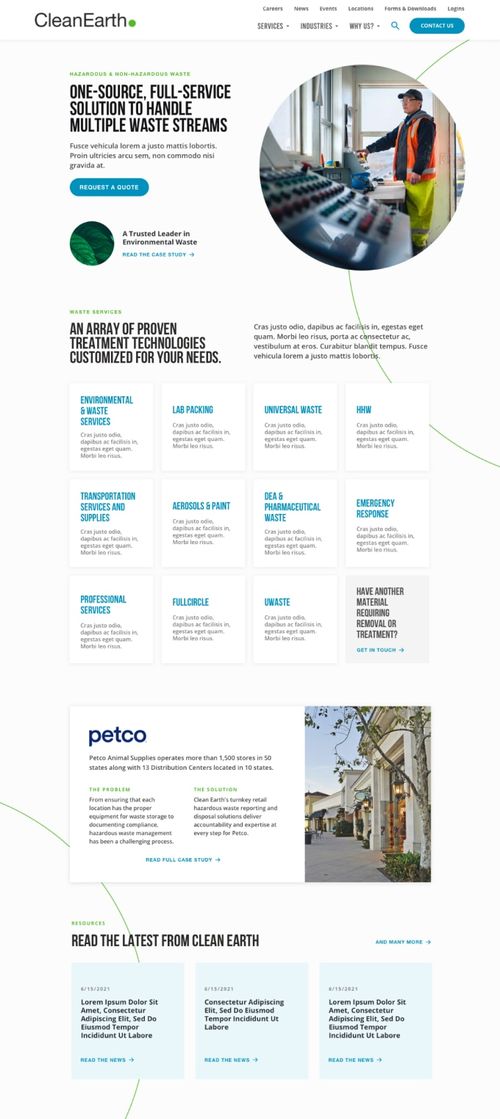 CleanEarth
Careers News Events Locations Forms & Downloads Logins
SERVICES INDUSTRIES WHY US? CONTACT US
HAZARDOUS & NON-HAZARDOUS WASTE
ONE-SOURCE, FULL-SERVICE
SOLUTION TO HANDLE
MULTIPLE WASTE STREAMS
Fusce vehicula lorem a justo mattis lobortis.
Proin ultricies arcu sem, non commodo nisi
gravida at.
REQUEST A QUOTE
A Trusted Leader in
Environmental Waste
READ THE CASE STUDY →
WASTE SERVICES
AN ARRAY OF PROVEN
TREATMENT TECHNOLOGIES
CUSTOMIZED FOR YOUR NEEDS.
Cras justo odio, dapibus ac facilisis in, egestas eget
quam. Morbi leo risus, porta ac consectetur ac,
vestibulum at eros. Curabitur blandit tempus. Fusce
vehicula lorem a justo mattis lobortis.
ENVIRONMENTAL
& WASTE
SERVICES
Cras justo odio,
dapibus ac facilisis in,
egestas eget quam.
Morbi leo risus.
LAB PACKING
Cras justo odio,
dapibus ac facilisis in,
egestas eget quam.
Morbi leo risus.
UNIVERSAL WASTE
Cras justo odio,
dapibus ac facilisis in,
egestas eget quam.
Morbi leo risus.
HHW
Cras justo odio,
dapibus ac facilisis in,
egestas eget quam.
Morbi leo risus.
TRANSPORTATION
SERVICES AND
SUPPLIES
Cras justo odio,
dapibus ac facilisis in,
egestas eget quam.
Morbi leo risus.
AEROSOLS & PAINT
Cras justo odio,
dapibus ac facilisis in,
egestas eget quam.
Morbi leo risus.
DEA &
PHARMACEUTICAL
WASTE
Cras justo odio,
dapibus ac facilisis in,
egestas eget quam.
Morbi leo risus.
EMERGENCY
RESPONSE
Cras justo odio,
dapibus ac facilisis in,
egestas eget quam.
Morbi leo risus.
PROFESSIONAL
SERVICES
Cras justo odio,
dapibus ac facilisis in,
egestas eget quam.
Morbi leo risus.
FULLCIRCLE
Cras justo odio,
dapibus ac facilisis in,
egestas eget quam.
Morbi leo risus.
UWASTE
Cras justo odio,
dapibus ac facilisis in,
egestas eget quam.
Morbi leo risus.
HAVE ANOTHER
MATERIAL
REQUIRING
REMOVAL OR
TREATMENT?
GET IN TOUCH →
petco
Petco Animal Supplies operates more than 1,500 stores in 50
states along with 13 Distribution Centers located in 10 states.
THE PROBLEM
From ensuring that each
location has the proper
equipment for waste storage to
documenting compliance,
hazardous waste management
has been a challenging process.
THE SOLUTION
Clean Earth's turnkey retail
hazardous waste reporting and
disposal solutions deliver
accountability and expertise at
every step for Petco.
READ FULL CASE STUDY →
RESOURCES
READ THE LATEST FROM CLEAN EARTH
AND MANY MORE →
6/15/2021
Lorem Ipsum Dolor Sit
Amet, Consectetur
Adipiscing Elit, Sed Do
Eiusmod Tempor
Incididunt Ut Labore
READ THE NEWS →
6/15/2021
Consectetur Adipiscing
Elit, Sed Do Eiusmod
Tempor Incididunt Ut
Labore
READ THE NEWS →
6/15/2021
Lorem Ipsum Dolor Sit
Amet, Consectetur
Adipiscing Elit, Sed Do
Eiusmod Tempor
Incididunt Ut Labore
READ THE NEWS →